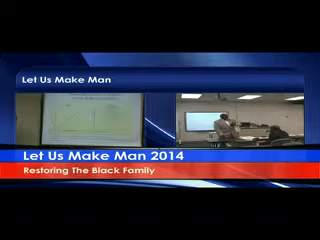 Let Us Make Man
Let Us Make Man 2014
Restoring The Black Family